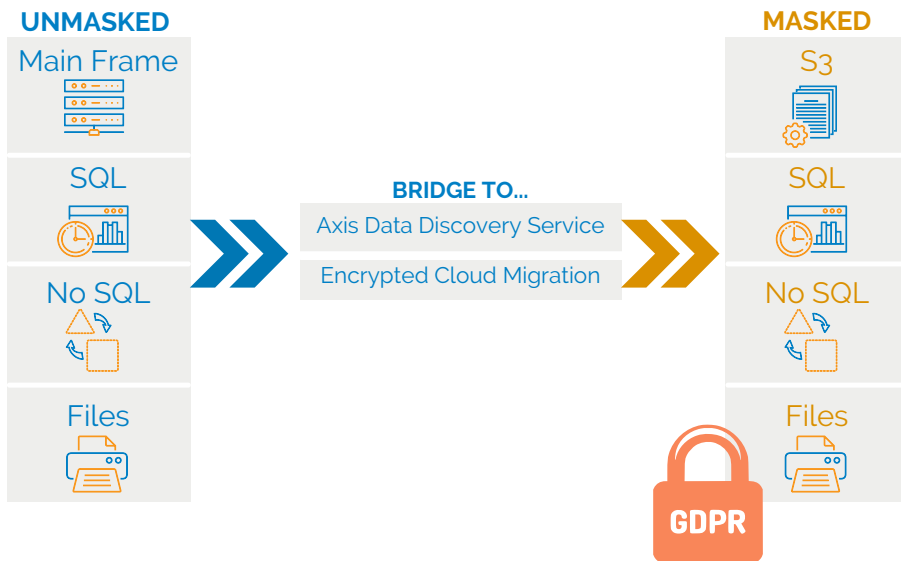 UNMASKED
Main Frame
SQL
No SQL
Files
BRIDGE TO...
Axis Data Discovery Service
Encrypted Cloud Migration
MASKED
S3
SQL
No SQL
Files
GDPR